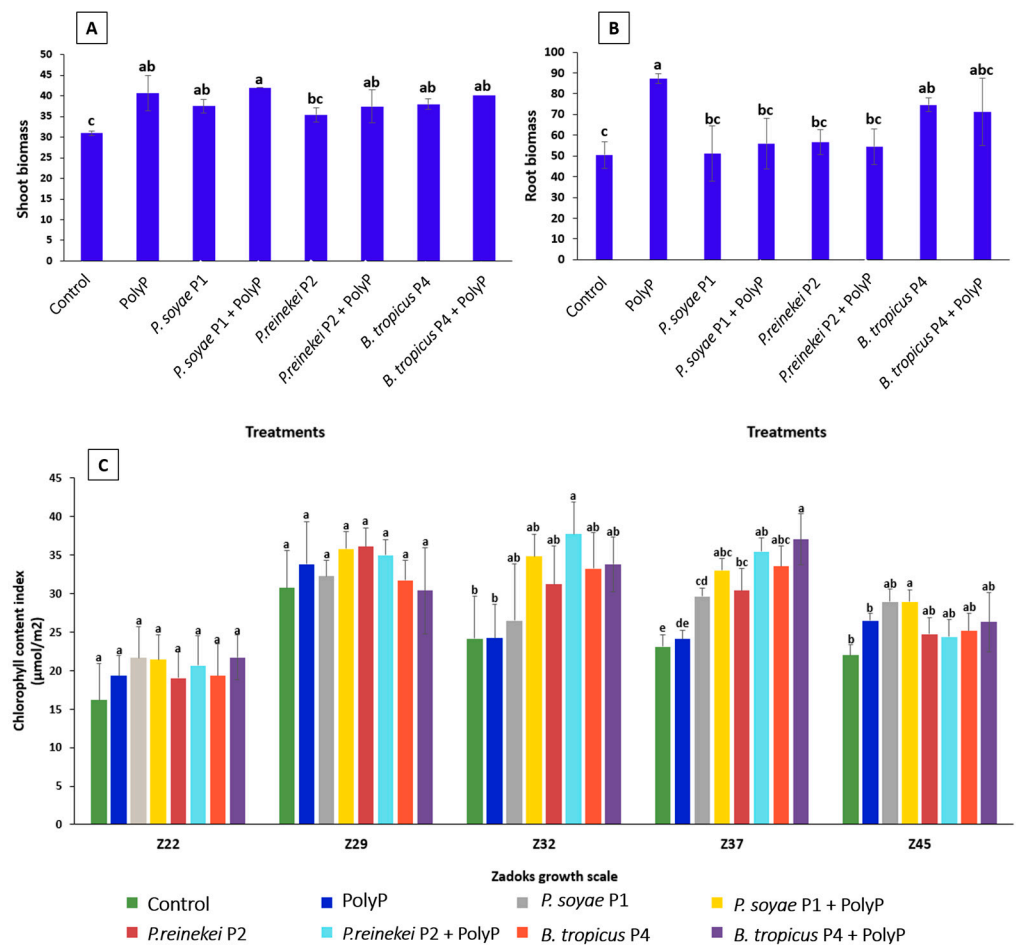 A
Shoot biomass
50
45
40
35
30
25
20
15
10
5
0
c
ab
ab
a
bc
ab
ab
ab
Control
PolyP
P. soyae P1
P. soyae P1 + PolyP
P.reinekei P2
P.reinekei P2 + PolyP
B. tropicus P4
B. tropicus P4 + PolyP
Treatments
B
Root biomass
100
90
80
70
60
50
40
30
20
10
0
c
a
bc
bc
bc
bc
ab
abc
Control
PolyP
P. soyae P1
P. soyae P1 + PolyP
P.reinekei P2
P.reinekei P2 + PolyP
B. tropicus P4
B. tropicus P4 + PolyP
Treatments
C
Chlorophyll content index
(μmol/m2)
45
40
35
30
25
20
15
10
5
0
a a a a a a a a
a a a a a a a a
b b ab ab ab a ab ab
e de cd abc bc ab abc a
b b a a ab ab ab ab
Z22 Z29 Z32 Z37 Z45
Zadoks growth scale
Control PolyP P. soyae P1 P. soyae P1 + PolyP
P.reinekei P2 P.reinekei P2 + PolyP B. tropicus P4 B. tropicus P4 + PolyP